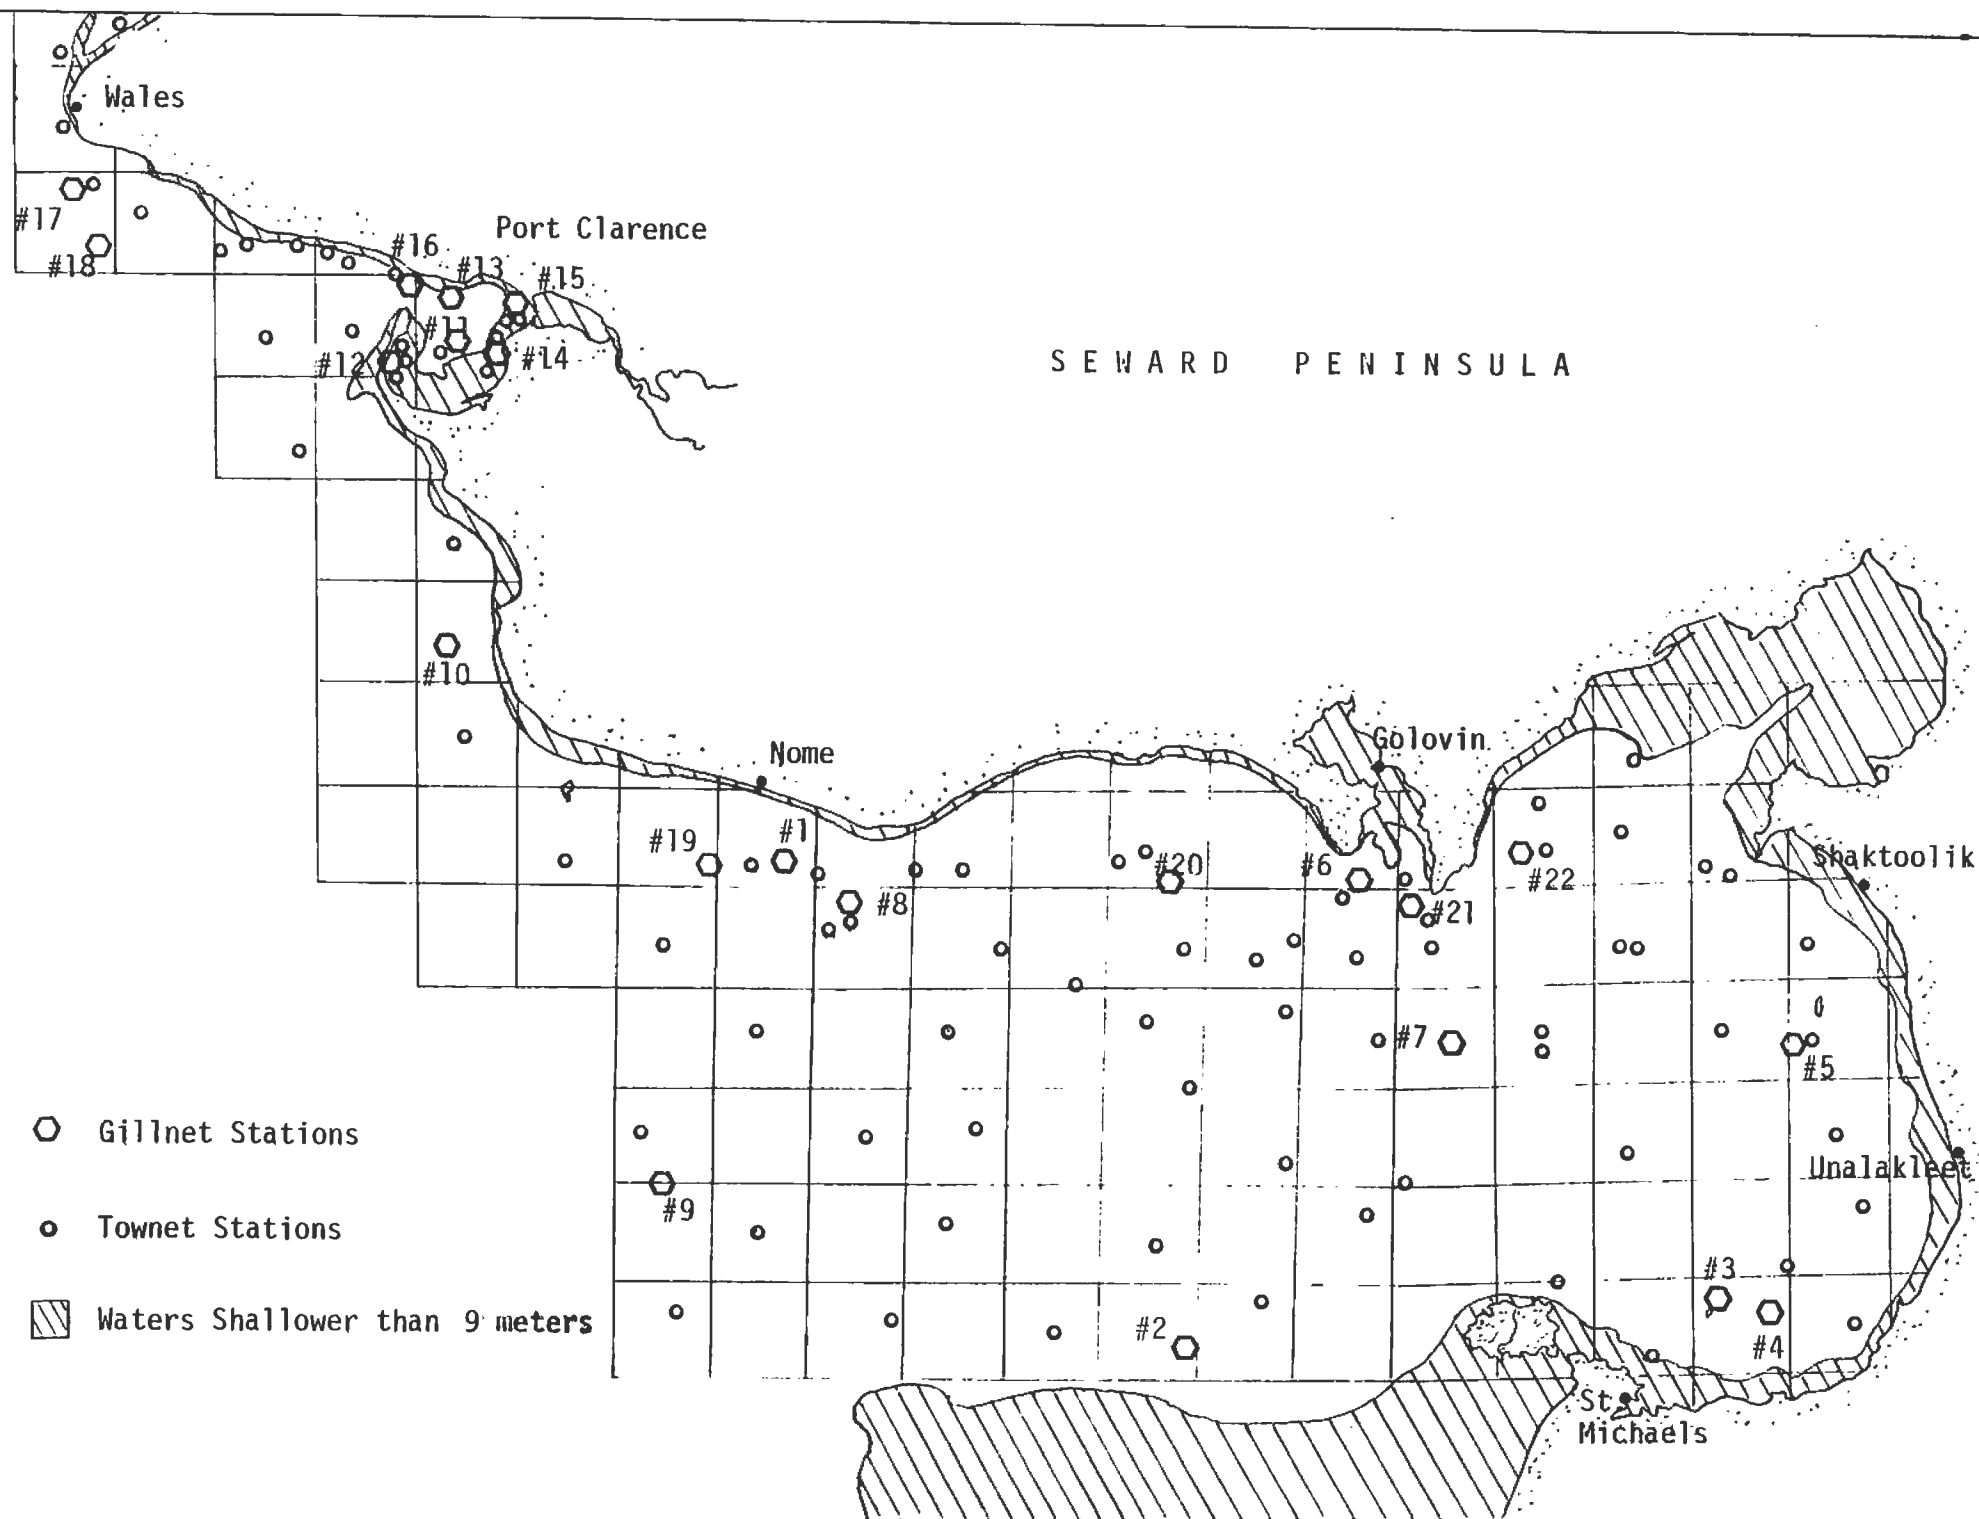 Wales
#17
#18
Port Clarence
#16
#13
#15
#11
#12
#14
SEWARD PENINSULA
#10
Nome
Golovin
#19
#1
#8
#20
#6
#21
#22
Shaktoolik
#7
#5
Unalakleet
#9
#3
#4
#2
St.
Michaels
Gillnet Stations
Townet Stations
Waters Shallower than 9 meters